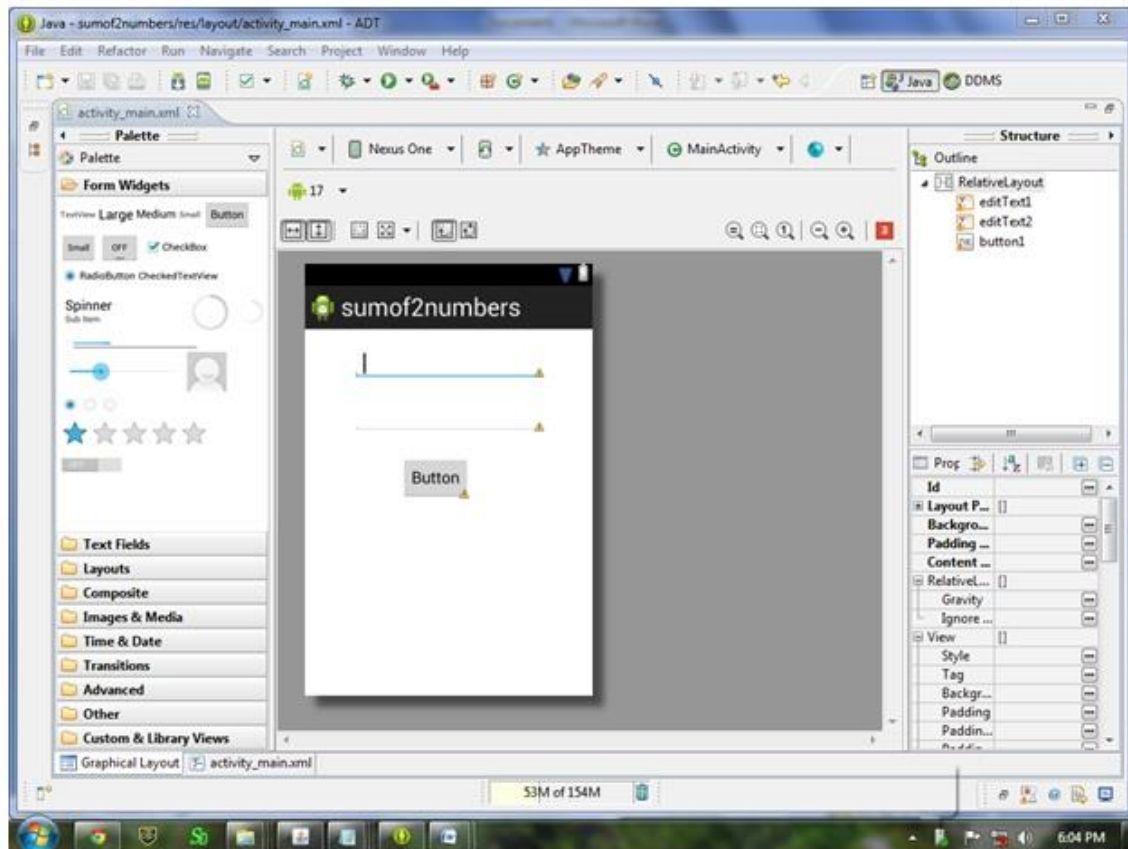 Java - sumof2numbers/res/layout/activity_main.xml - ADT
File Edit Refactor Run Navigate Search Project Window Help
Java DDMS
activity_main.xml
Palette
Palette
Form Widgets
TextView Large Medium Small Button
Small OFF CheckBox
RadioButton CheckedTextView
Spinner
Sub Item
Text Fields
Layouts
Composite
Images & Media
Time & Date
Transitions
Advanced
Other
Custom & Library Views
Nexus One AppTheme MainActivity
17
3
sumof2numbers
Button
Structure
Outline
RelativeLayout
editText1
editText2
button1
Prop
Id
Layout P... []
Backgro...
Padding ...
Content ...
RelativeL... []
Gravity
Ignore ...
View []
Style
Tag
Backgr...
Padding
Paddin...
Graphical Layout activity_main.xml
53M of 154M
6:04 PM